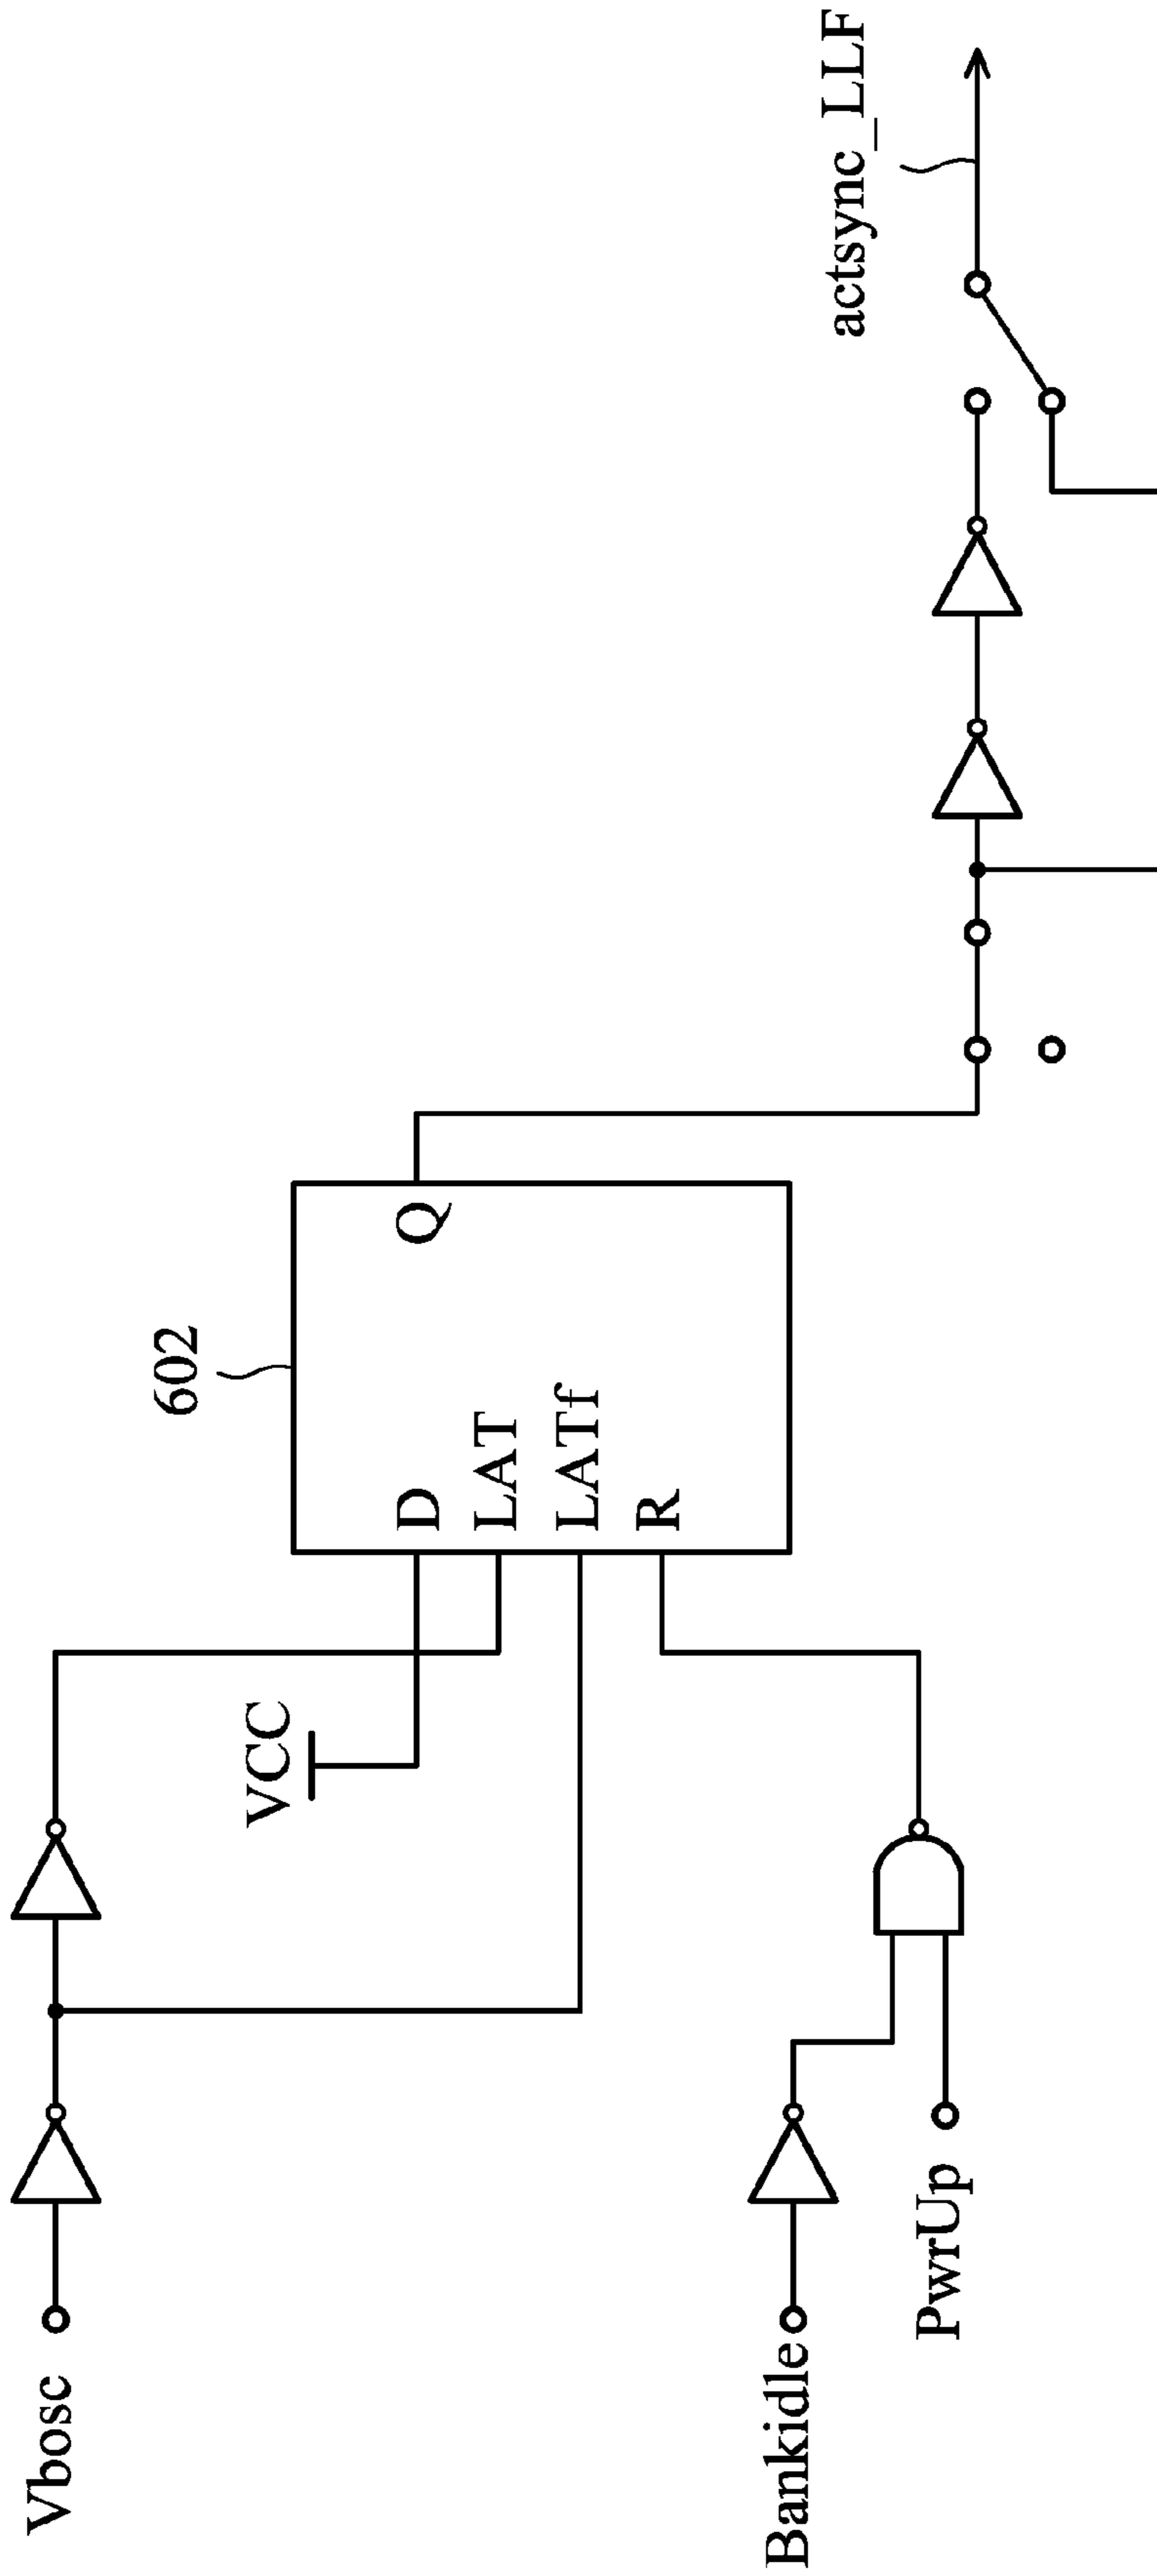 Vbosc
VCC
602
D
LAT
LATf
R
Q
Bankidle
PwrUp
actsync_LLF